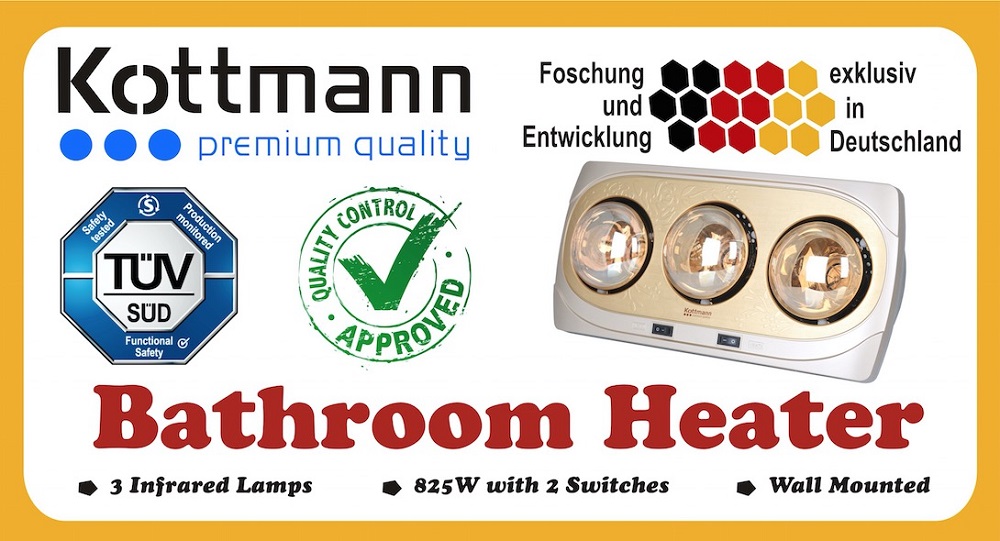 Kottmann
premium quality
Foschung
und
Entwicklung
exklusiv
in
Deutschland
Safety
tested
Production
monitored
TÜV
SÜD
Functional
Safety
QUALITY CONTROL
APPROVED
Kottmann
Bathroom Heater
3 Infrared Lamps
825W with 2 Switches
Wall Mounted